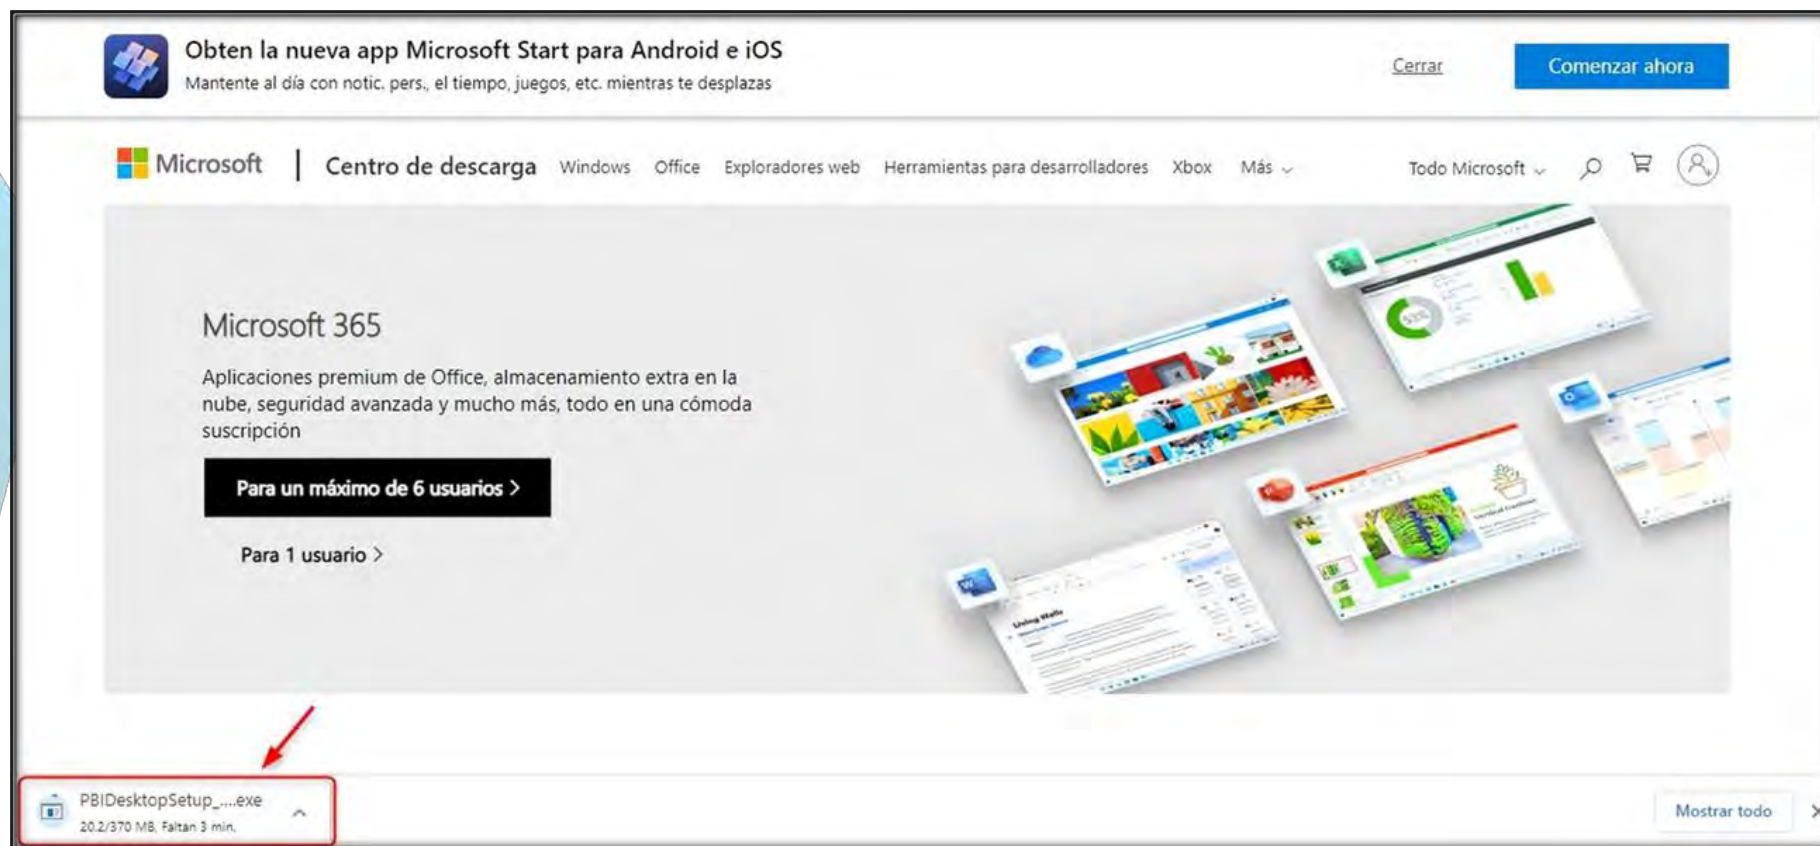 Obten la nueva app Microsoft Start para Android e iOS
Mantente al día con notic. pers., el tiempo, juegos, etc. mientras te desplazas
Cerrar
Comenzar ahora
Microsoft
Centro de descarga
Windows
Office
Exploradores web
Herramientas para desarrolladores
Xbox
Más
Todo Microsoft
Microsoft 365
Aplicaciones premium de Office, almacenamiento extra en la
nube, seguridad avanzada y mucho más, todo en una cómoda
suscripción
Para un máximo de 6 usuarios >
Para 1 usuario >
53%
Living Walls
PBIDesktopSetup_....exe
20.2/370 MB, Faltan 3 min.
Mostrar todo